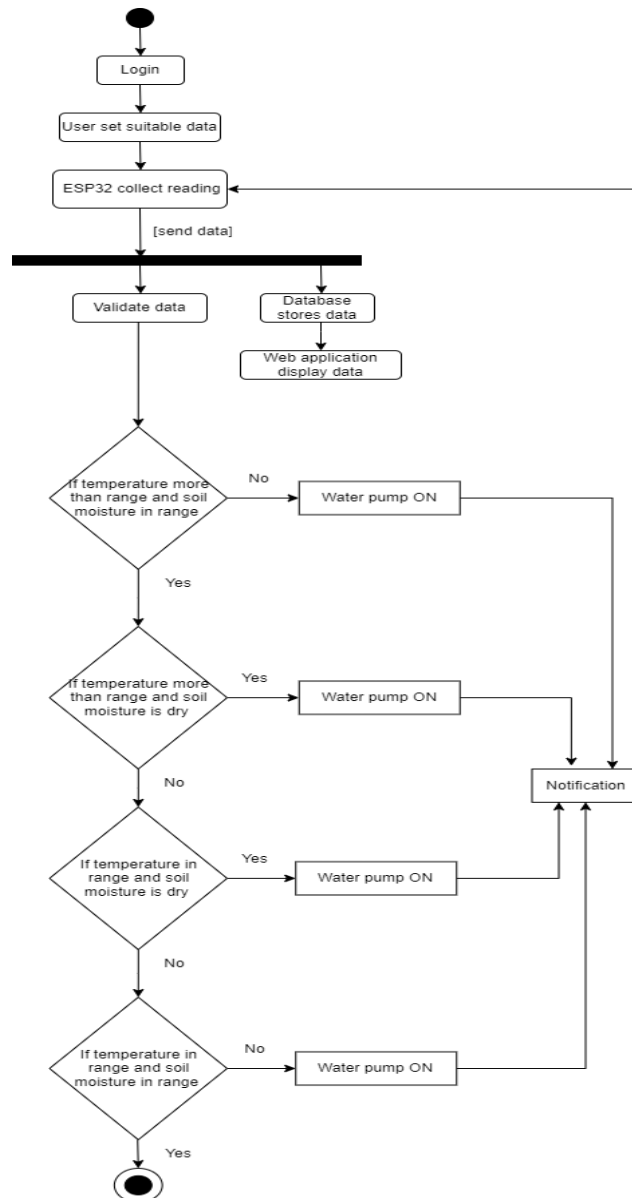 Login
User set suitable data
ESP32 collect reading
[send data]
Validate data
Database
stores data
Web application
display data
If temperature more
than range and soil
moisture in range
No
Water pump ON
Yes
If temperature more
than range and soil
moisture is dry
Yes
Water pump ON
No
Notification
If temperature in
range and soil
moisture is dry
Yes
Water pump ON
No
If temperature in
range and soil
moisture in range
No
Water pump ON
Yes